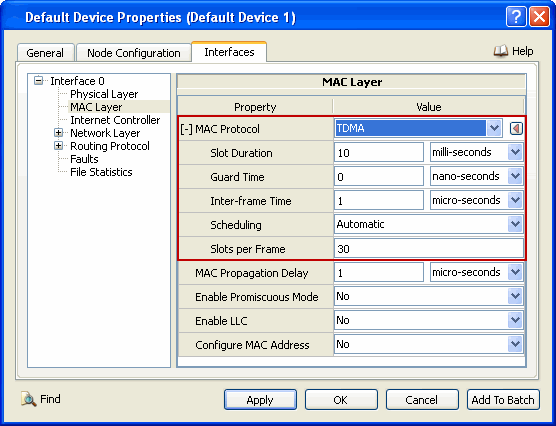 Default Device Properties (Default Device 1)
General Node Configuration Interfaces Help
Interface 0
Physical Layer
MAC Layer
Internet Controller
Network Layer
Routing Protocol
Faults
File Statistics
MAC Layer
Property Value
[-] MAC Protocol TDMA
Slot Duration 10 milli-seconds
Guard Time 0 nano-seconds
Inter-frame Time 1 micro-seconds
Scheduling Automatic
Slots per Frame 30
MAC Propagation Delay 1 micro-seconds
Enable Promiscuous Mode No
Enable LLC No
Configure MAC Address No
Find Apply OK Cancel Add To Batch